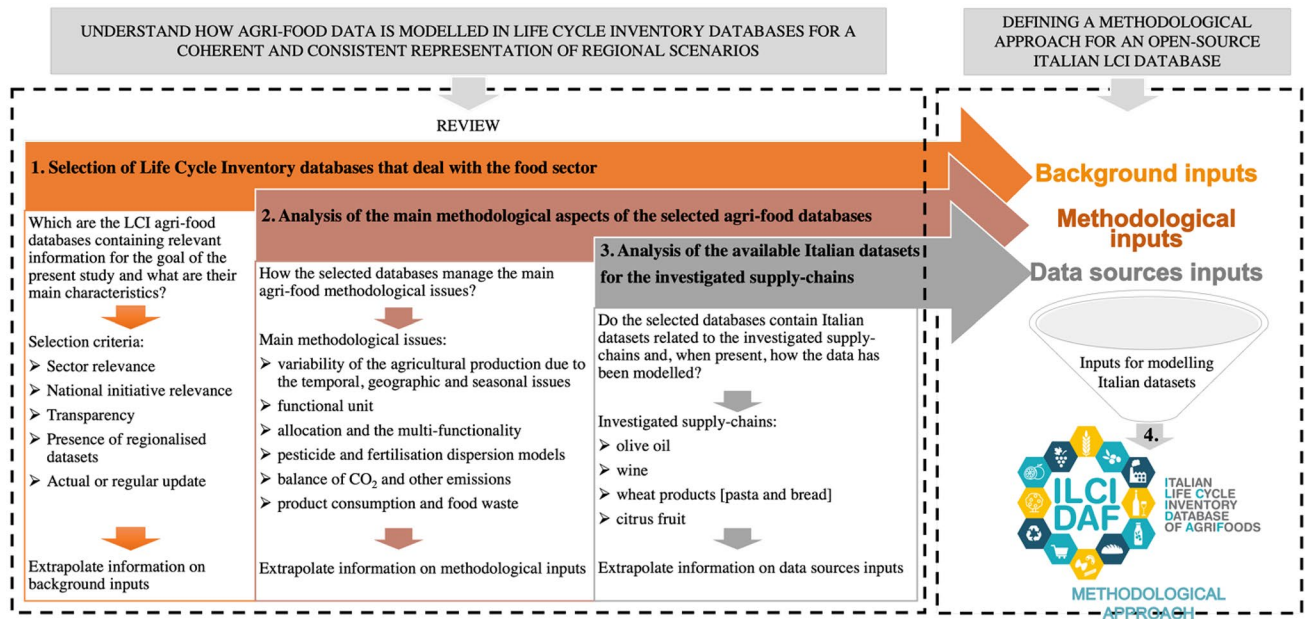 UNDERSTAND HOW AGRI-FOOD DATA IS MODELLED IN LIFE CYCLE INVENTORY DATABASES FOR A
COHERENT AND CONSISTENT REPRESENTATION OF REGIONAL SCENARIOS
DEFINING A METHODOLOGICAL
APPROACH FOR AN OPEN-SOURCE
ITALIAN LCI DATABASE
REVIEW
1. Selection of Life Cycle Inventory databases that deal with the food sector
Which are the LCI agri-food
databases containing relevant
information for the goal of the
present study and what are their
main characteristics?
Selection criteria:
➢ Sector relevance
➢ National initiative relevance
➢ Transparency
➢ Presence of regionalised
datasets
➢ Actual or regular update
Extrapolate information on
background inputs
2. Analysis of the main methodological aspects of the selected agri-food databases
How the selected databases manage the main
agri-food methodological issues?
Main methodological issues:
➢ variability of the agricultural production due to
the temporal, geographic and seasonal issues
➢ functional unit
➢ allocation and the multi-functionality
➢ pesticide and fertilisation dispersion models
➢ balance of CO₂ and other emissions
➢ product consumption and food waste
Extrapolate information on methodological inputs
3. Analysis of the available Italian datasets
for the investigated supply-chains
Do the selected databases contain Italian
datasets related to the investigated supply-
chains and, when present, how the data has
been modelled?
Investigated supply-chains:
➢ olive oil
➢ wine
➢ wheat products [pasta and bread]
➢ citrus fruit
Extrapolate information on data sources inputs
Background inputs
Methodological
inputs
Data sources inputs
Inputs for modelling
Italian datasets
4.
ILCI
DAF
ITALIAN
LIFE CYCLE
INVENTORY
DATABASE
OF AGRIFOODS
METHODOLOGICAL
APPROACH